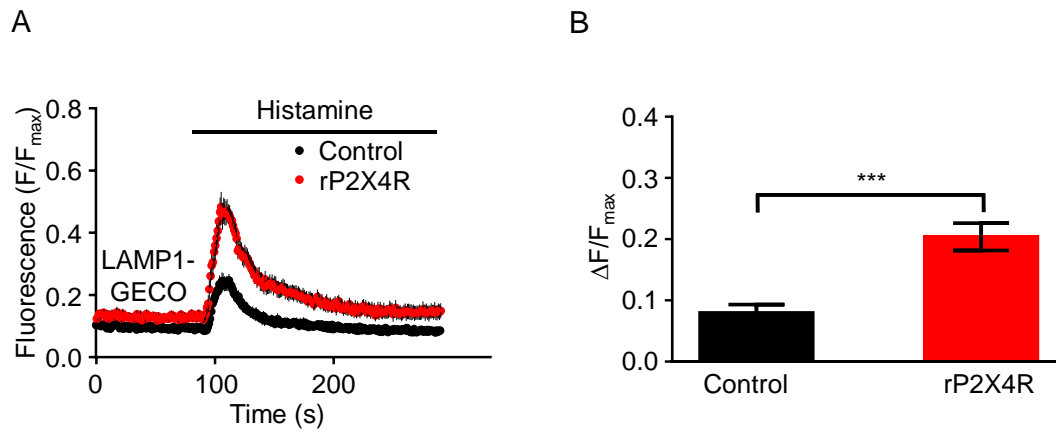 A
Fluorescence (F/Fmax)
0.8
0.6
0.4
0.2
0.0
Histamine
Control
rP2X4R
LAMP1-
GECO
0
100
200
Time (s)
B
ΔF/Fmax
0.4
0.3
0.2
0.1
0.0
***
Control
rP2X4R